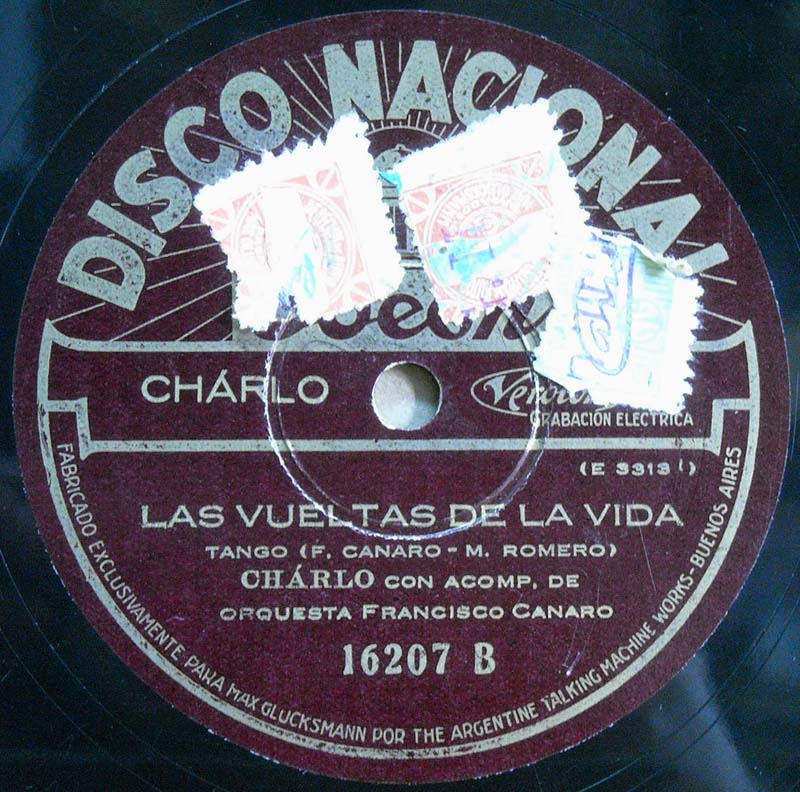 DISCO NACIONAL
Odeon
CHÁRLO
GRABACIÓN ELECTRICA
LAS VUELTAS DE LA VIDA
TANGO (F. CANARO - M. ROMERO)
CHÁRLO CON ACOMP. DE
ORQUESTA FRANCISCO CANARO
16207 B
FABRICADO EXCLUSIVAMENTE PARA MAX GLUCKSMANN POR THE ARGENTINE TALKING MACHINE WORKS - BUENOS AIRES